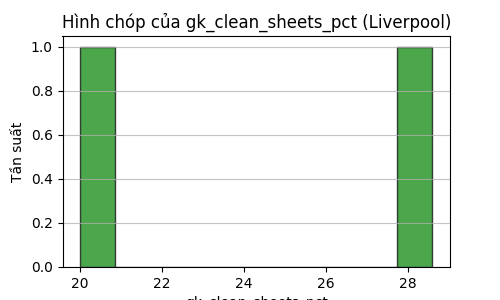 Hình chóp của gk_clean_sheets_pct (Liverpool)
Tần suất
1.0
0.8
0.6
0.4
0.2
0.0
20 22 24 26 28
gk_clean_sheets_pct